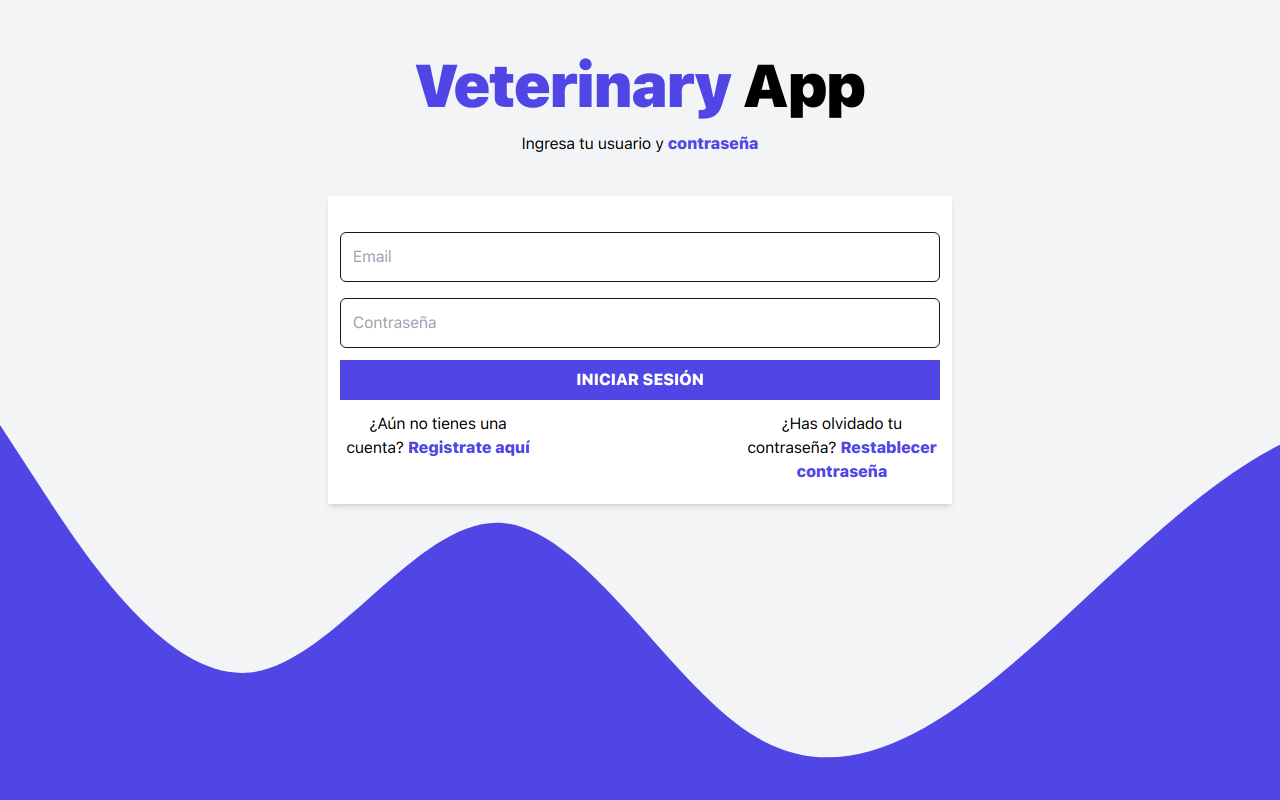 Veterinary App
Ingresa tu usuario y contraseña
Email
Contraseña
INICIAR SESIÓN
¿Aún no tienes una
cuenta? Registrate aquí
¿Has olvidado tu
contraseña? Restablecer
contraseña